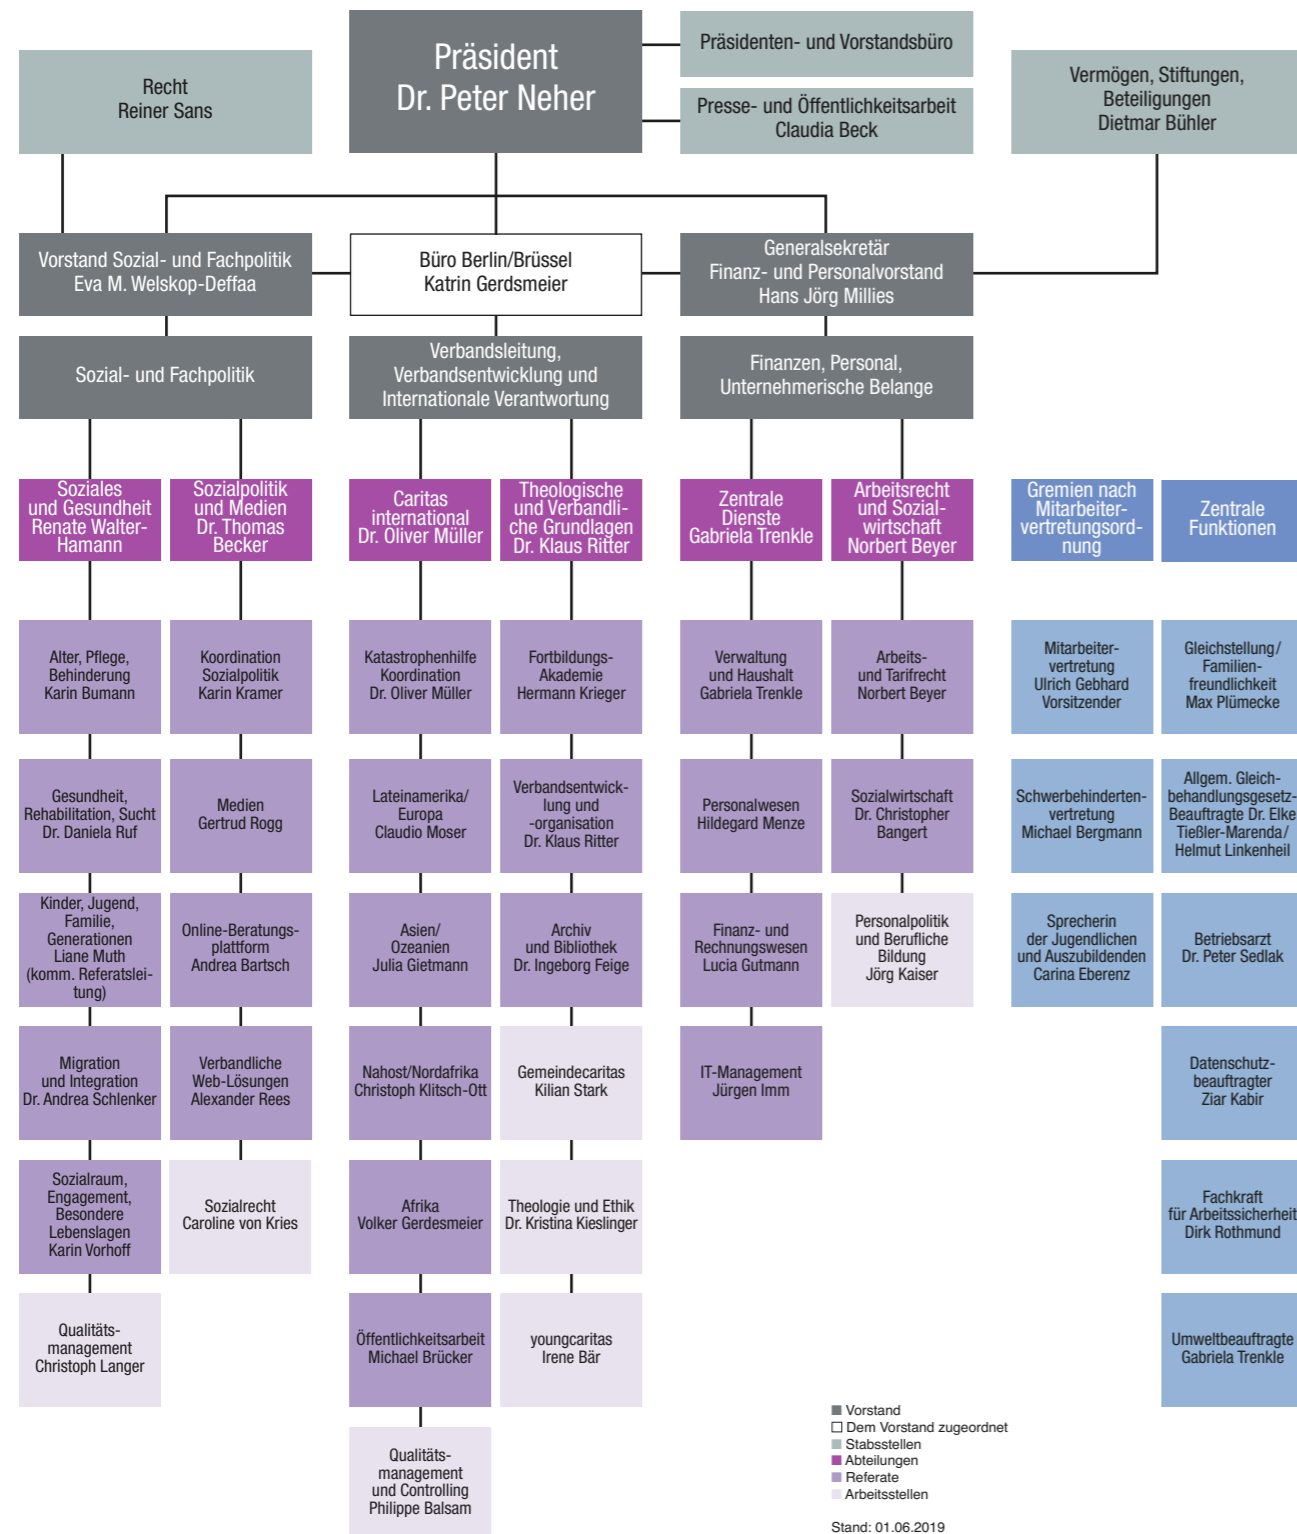 Präsident
Dr. Peter Neher
Präsidenten- und Vorstandsbüro
Presse- und Öffentlichkeitsarbeit
Claudia Beck
Recht
Reiner Sans
Vermögen, Stiftungen,
Beteiligungen
Dietmar Bühler
Vorstand Sozial- und Fachpolitik
Eva M. Welskop-Deffaa
Büro Berlin/Brüssel
Katrin Gerdsmeier
Generalsekretär
Finanz- und Personalvorstand
Hans Jörg Millies
Sozial- und Fachpolitik
Verbandsleitung,
Verbandsentwicklung und
Internationale Verantwortung
Finanzen, Personal,
Unternehmerische Belange
Soziales
und Gesundheit
Renate Walter-
Hamann
Sozialpolitik
und Medien
Dr. Thomas
Becker
Caritas
international
Dr. Oliver Müller
Theologische
und Verbandli-
che Grundlagen
Dr. Klaus Ritter
Zentrale
Dienste
Gabriela Trenkle
Arbeitsrecht
und Sozial-
wirtschaft
Norbert Beyer
Gremien nach
Mitarbeiter-
vertretungsord-
nung
Zentrale
Funktionen
Alter, Pflege,
Behinderung
Karin Bumann
Koordination
Sozialpolitik
Karin Kramer
Katastrophenhilfe
Koordination
Dr. Oliver Müller
Fortbildungs-
Akademie
Hermann Krieger
Verwaltung
und Haushalt
Gabriela Trenkle
Arbeits-
und Tarifrecht
Norbert Beyer
Mitarbeiter-
vertretung
Ulrich Gebhard
Vorsitzender
Gleichstellung/
Familien-
freundlichkeit
Max Plümecke
Gesundheit,
Rehabilitation, Sucht
Dr. Daniela Ruf
Medien
Gertrud Rogg
Lateinamerika/
Europa
Claudio Moser
Verbandsentwick-
lung und
-organisation
Dr. Klaus Ritter
Personalwesen
Hildegard Menze
Sozialwirtschaft
Dr. Christopher
Bangert
Schwerbehinderten-
vertretung
Michael Bergmann
Allgem. Gleich-
behandlungsgesetz-
Beauftragte Dr. Elke
Tießler-Marenda/
Helmut Linkenheil
Kinder, Jugend,
Familie,
Generationen
Liane Muth
(komm. Referatslei-
tung)
Online-Beratungs-
plattform
Andrea Bartsch
Asien/
Ozeanien
Julia Gietmann
Archiv
und Bibliothek
Dr. Ingeborg Feige
Finanz- und
Rechnungswesen
Lucia Gutmann
Personalpolitik
und Berufliche
Bildung
Jörg Kaiser
Sprecherin
der Jugendlichen
und Auszubildenden
Carina Eberenz
Betriebsarzt
Dr. Peter Sedlak
Migration
und Integration
Dr. Andrea Schlenker
Verbandliche
Web-Lösungen
Alexander Rees
Nahost/Nordafrika
Christoph Klitsch-Ott
Gemeindecaritas
Kilian Stark
IT-Management
Jürgen Imm
Datenschutz-
beauftragter
Ziar Kabir
Sozialraum,
Engagement,
Besondere
Lebenslagen
Karin Vorhoff
Sozialrecht
Caroline von Kries
Afrika
Volker Gerdesmeier
Theologie und Ethik
Dr. Kristina Kieslinger
Fachkraft
für Arbeitssicherheit
Dirk Rothmund
Qualitäts-
management
Christoph Langer
Öffentlichkeitsarbeit
Michael Brücker
youngcaritas
Irene Bär
Umweltbeauftragte
Gabriela Trenkle
Qualitäts-
management
und Controlling
Philippe Balsam
Vorstand
Dem Vorstand zugeordnet
Stabsstellen
Abteilungen
Referate
Arbeitsstellen
Stand: 01.06.2019